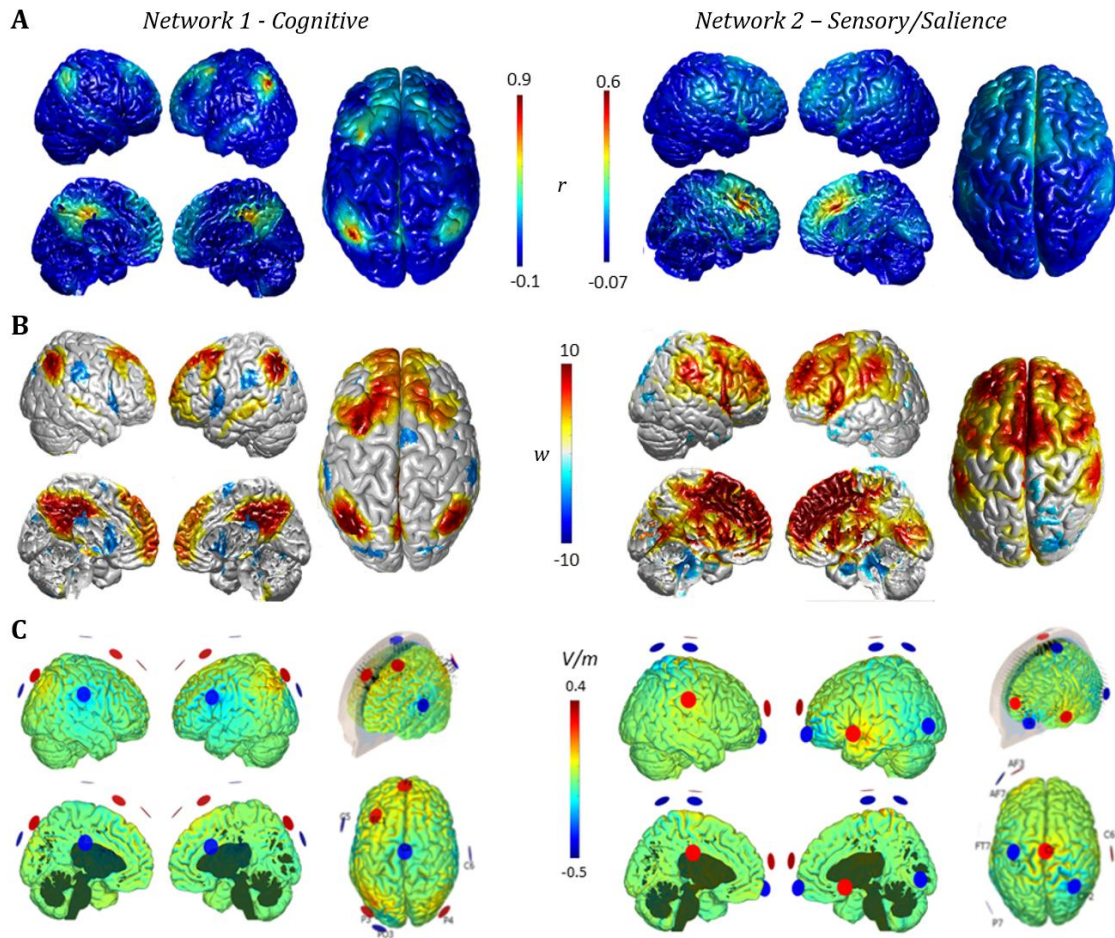 Network 1 - Cognitive
Network 2 – Sensory/Salience
A
0.9
-0.1
r
0.6
-0.07
B
10
w
-10
C
V/m
0.4
-0.5
C5
C6
P3
PO3
P4
AF3
AF7
FT7
C6
P7